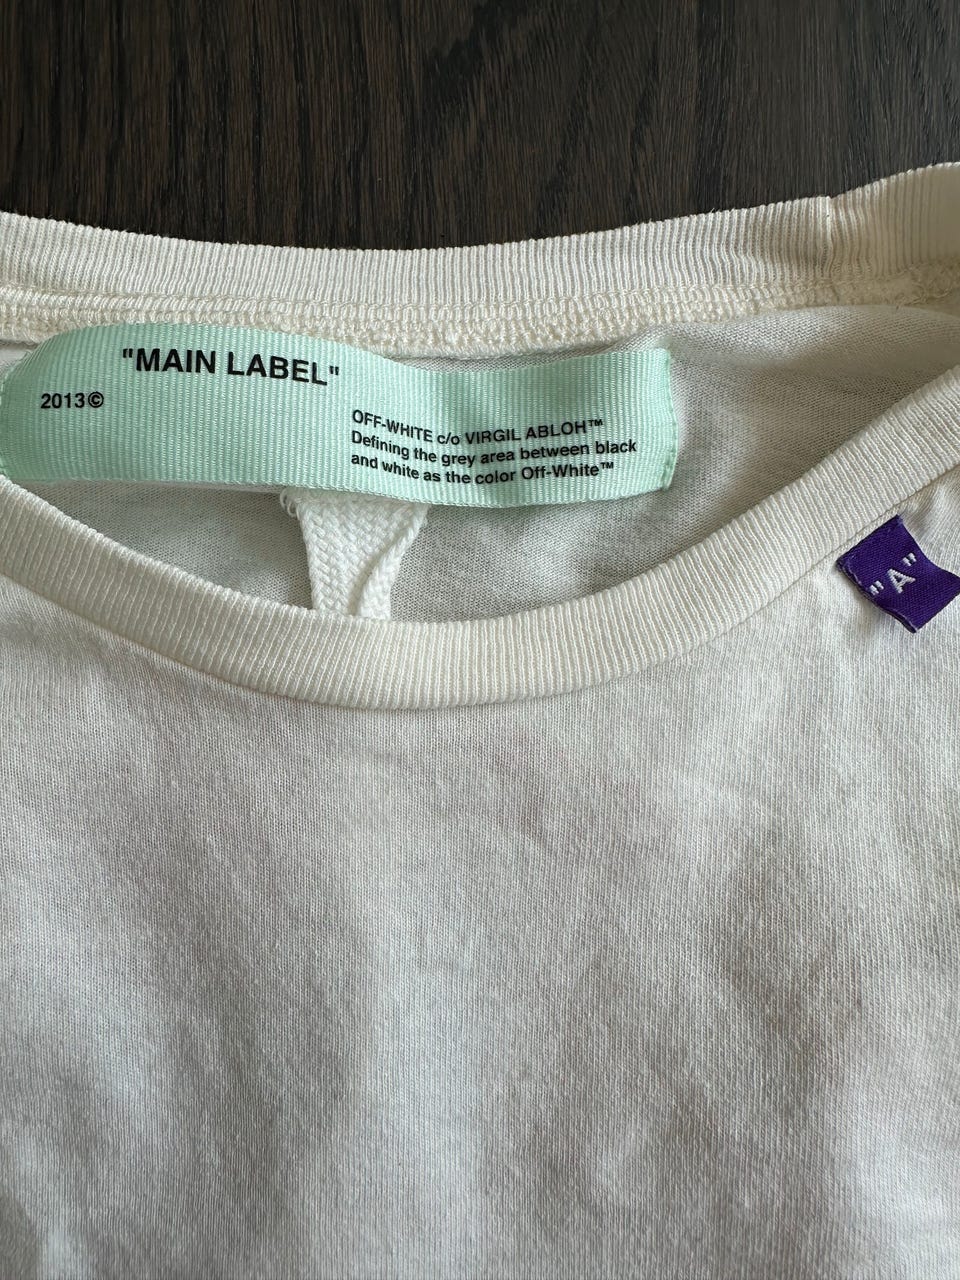 "MAIN LABEL"
2013©
OFF-WHITE c/o VIRGIL ABLOH™
Defining the grey area between black
and white as the color Off-White™
"A"